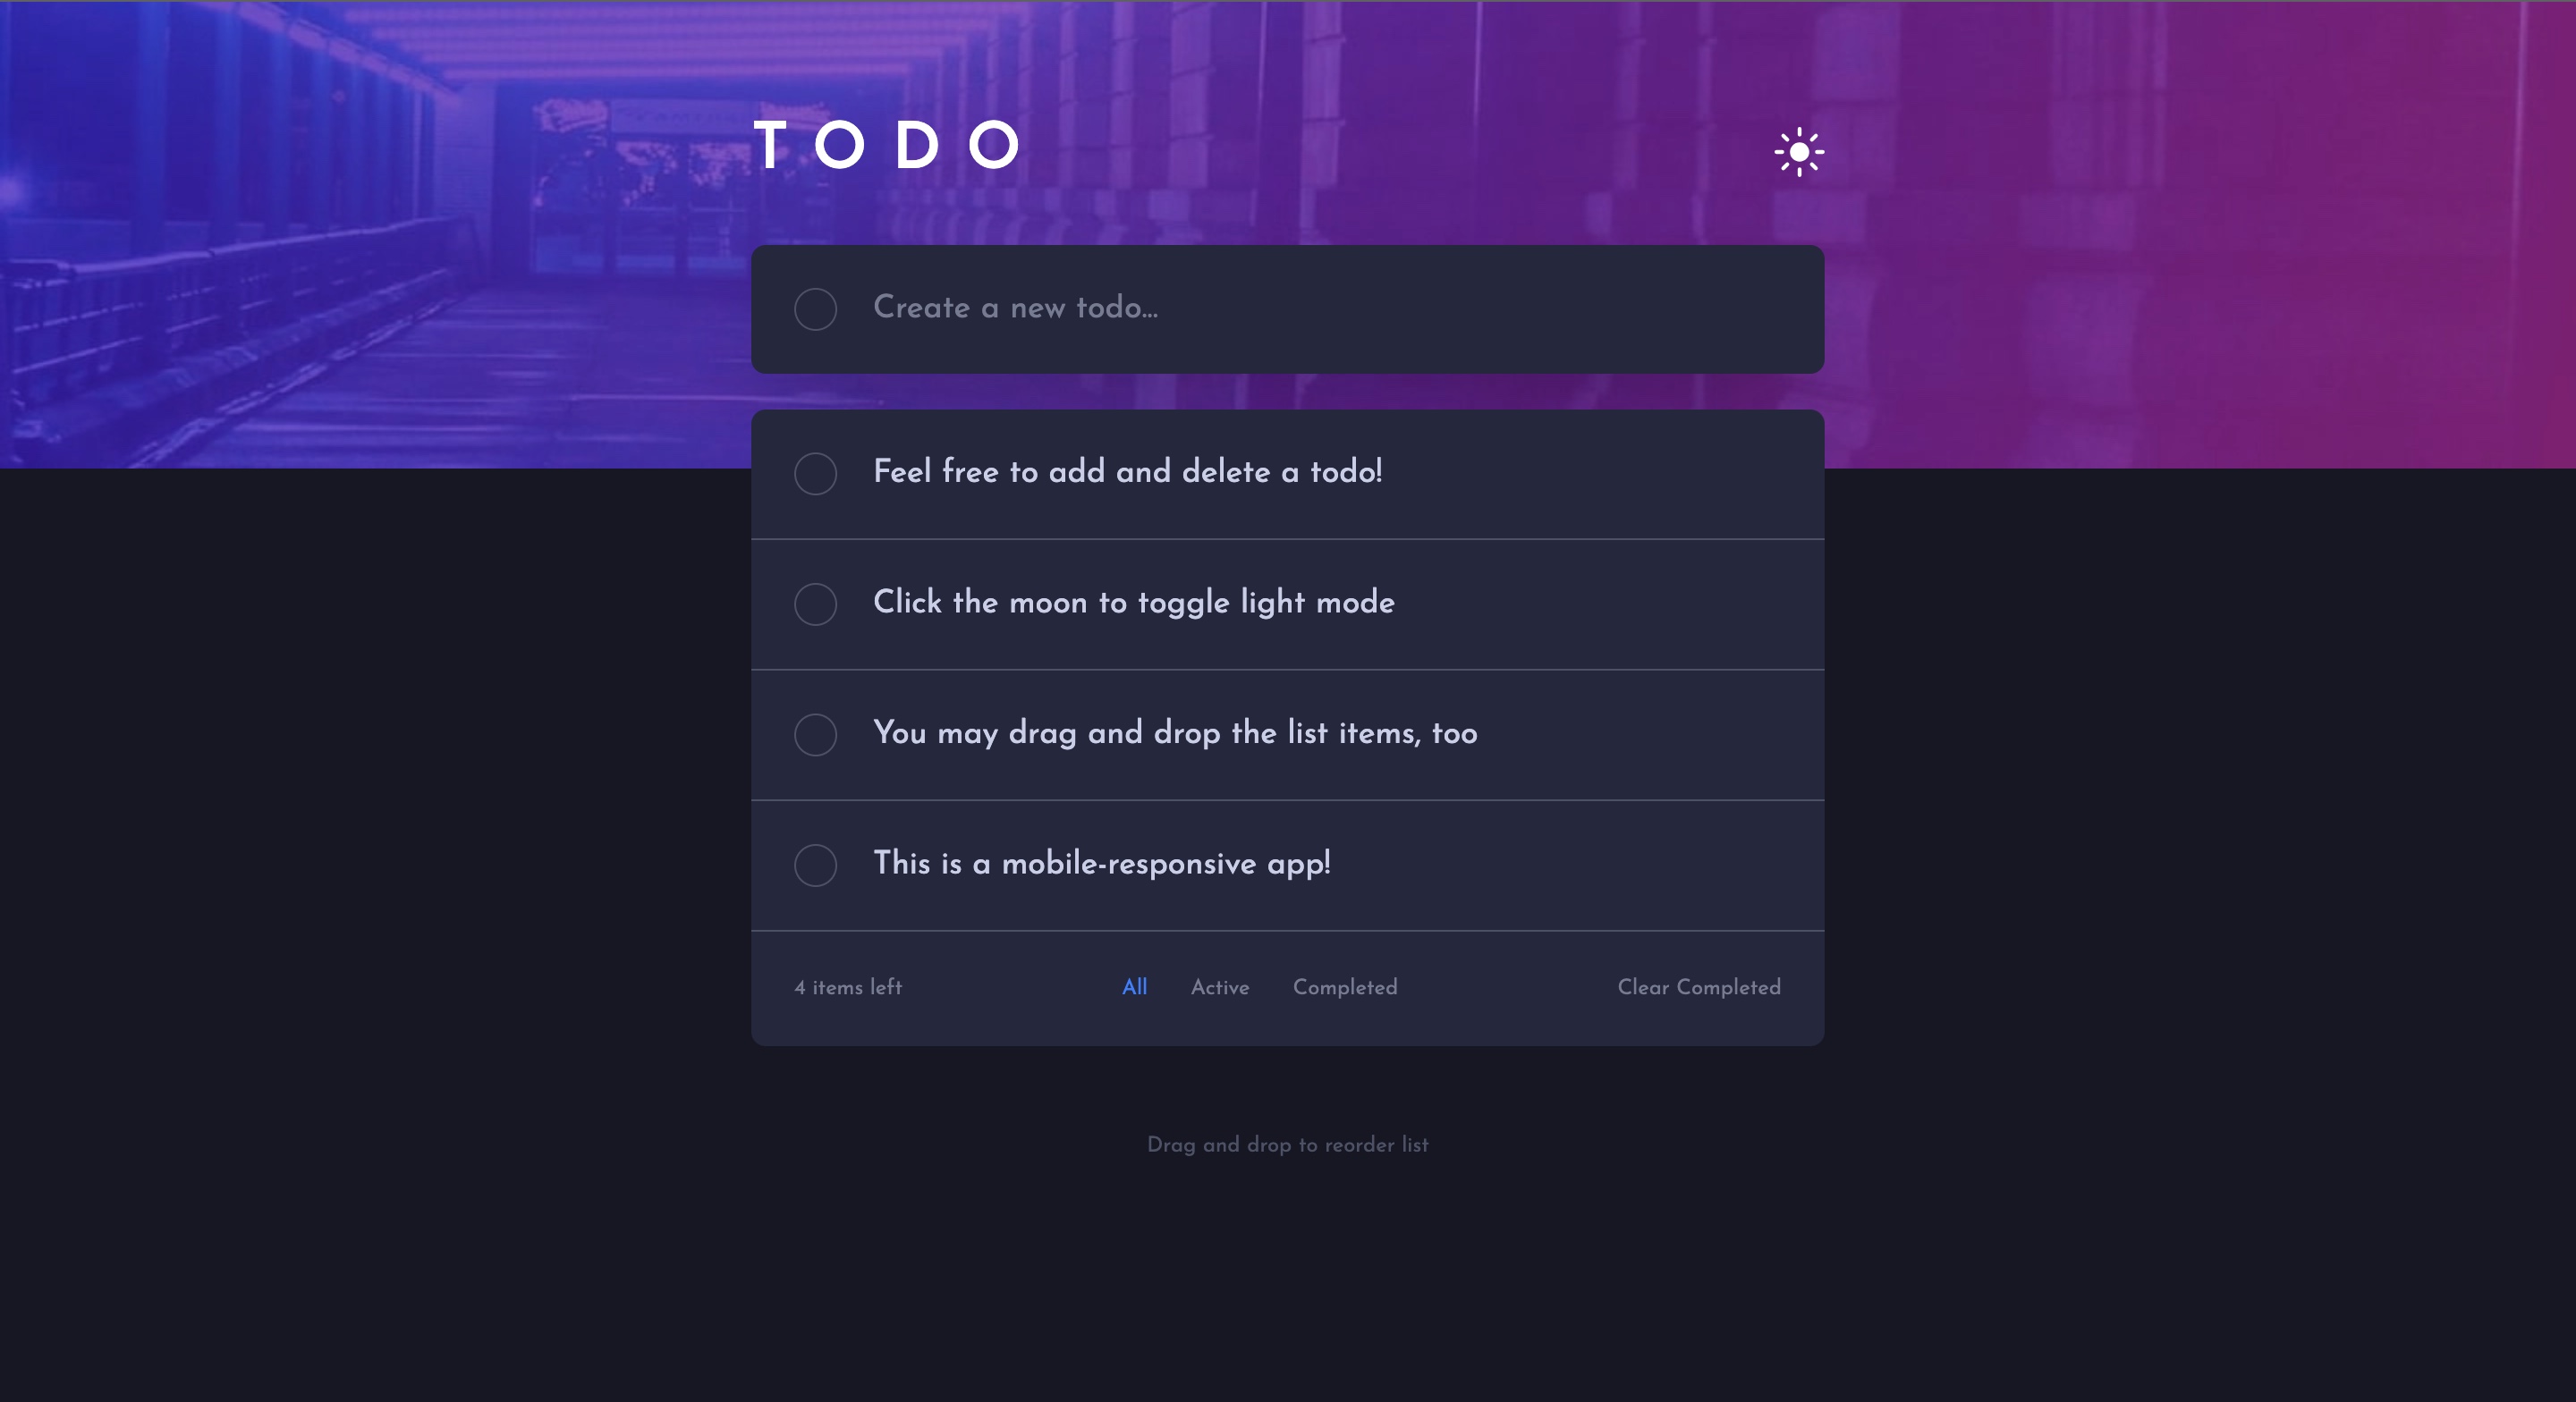 TODO
Create a new todo...
Feel free to add and delete a todo!
Click the moon to toggle light mode
You may drag and drop the list items, too
This is a mobile-responsive app!
4 items left All Active Completed Clear Completed
Drag and drop to reorder list